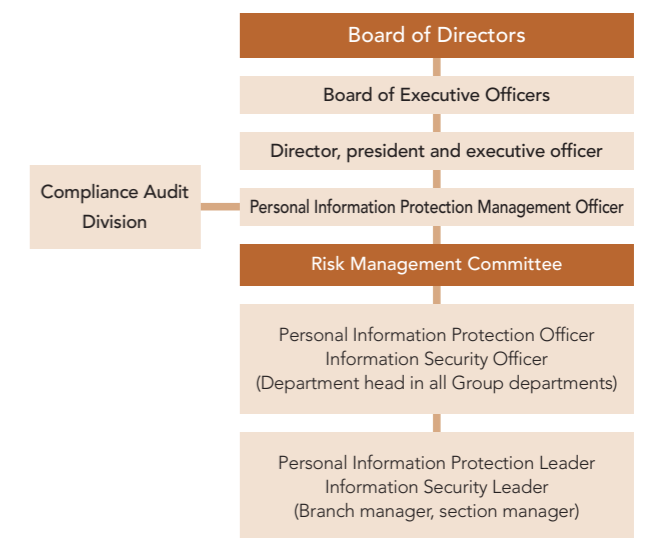 Board of Directors
Board of Executive Officers
Director, president and executive officer
Compliance Audit
Division
Personal Information Protection Management Officer
Risk Management Committee
Personal Information Protection Officer
Information Security Officer
(Department head in all Group departments)
Personal Information Protection Leader
Information Security Leader
(Branch manager, section manager)